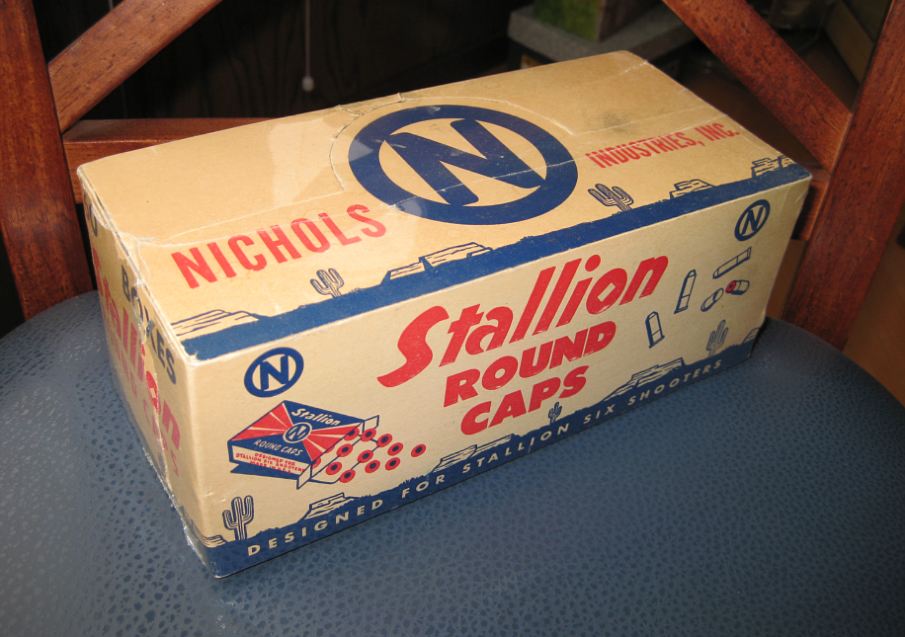 N
NICHOLS
INDUSTRIES, INC.
N
N
Stallion
ROUND
CAPS
Stallion
N
ROUND CAPS
DESIGNED FOR
STALLION SIX SHOOTERS
DESIGNED FOR STALLION SIX SHOOTERS
Stallion